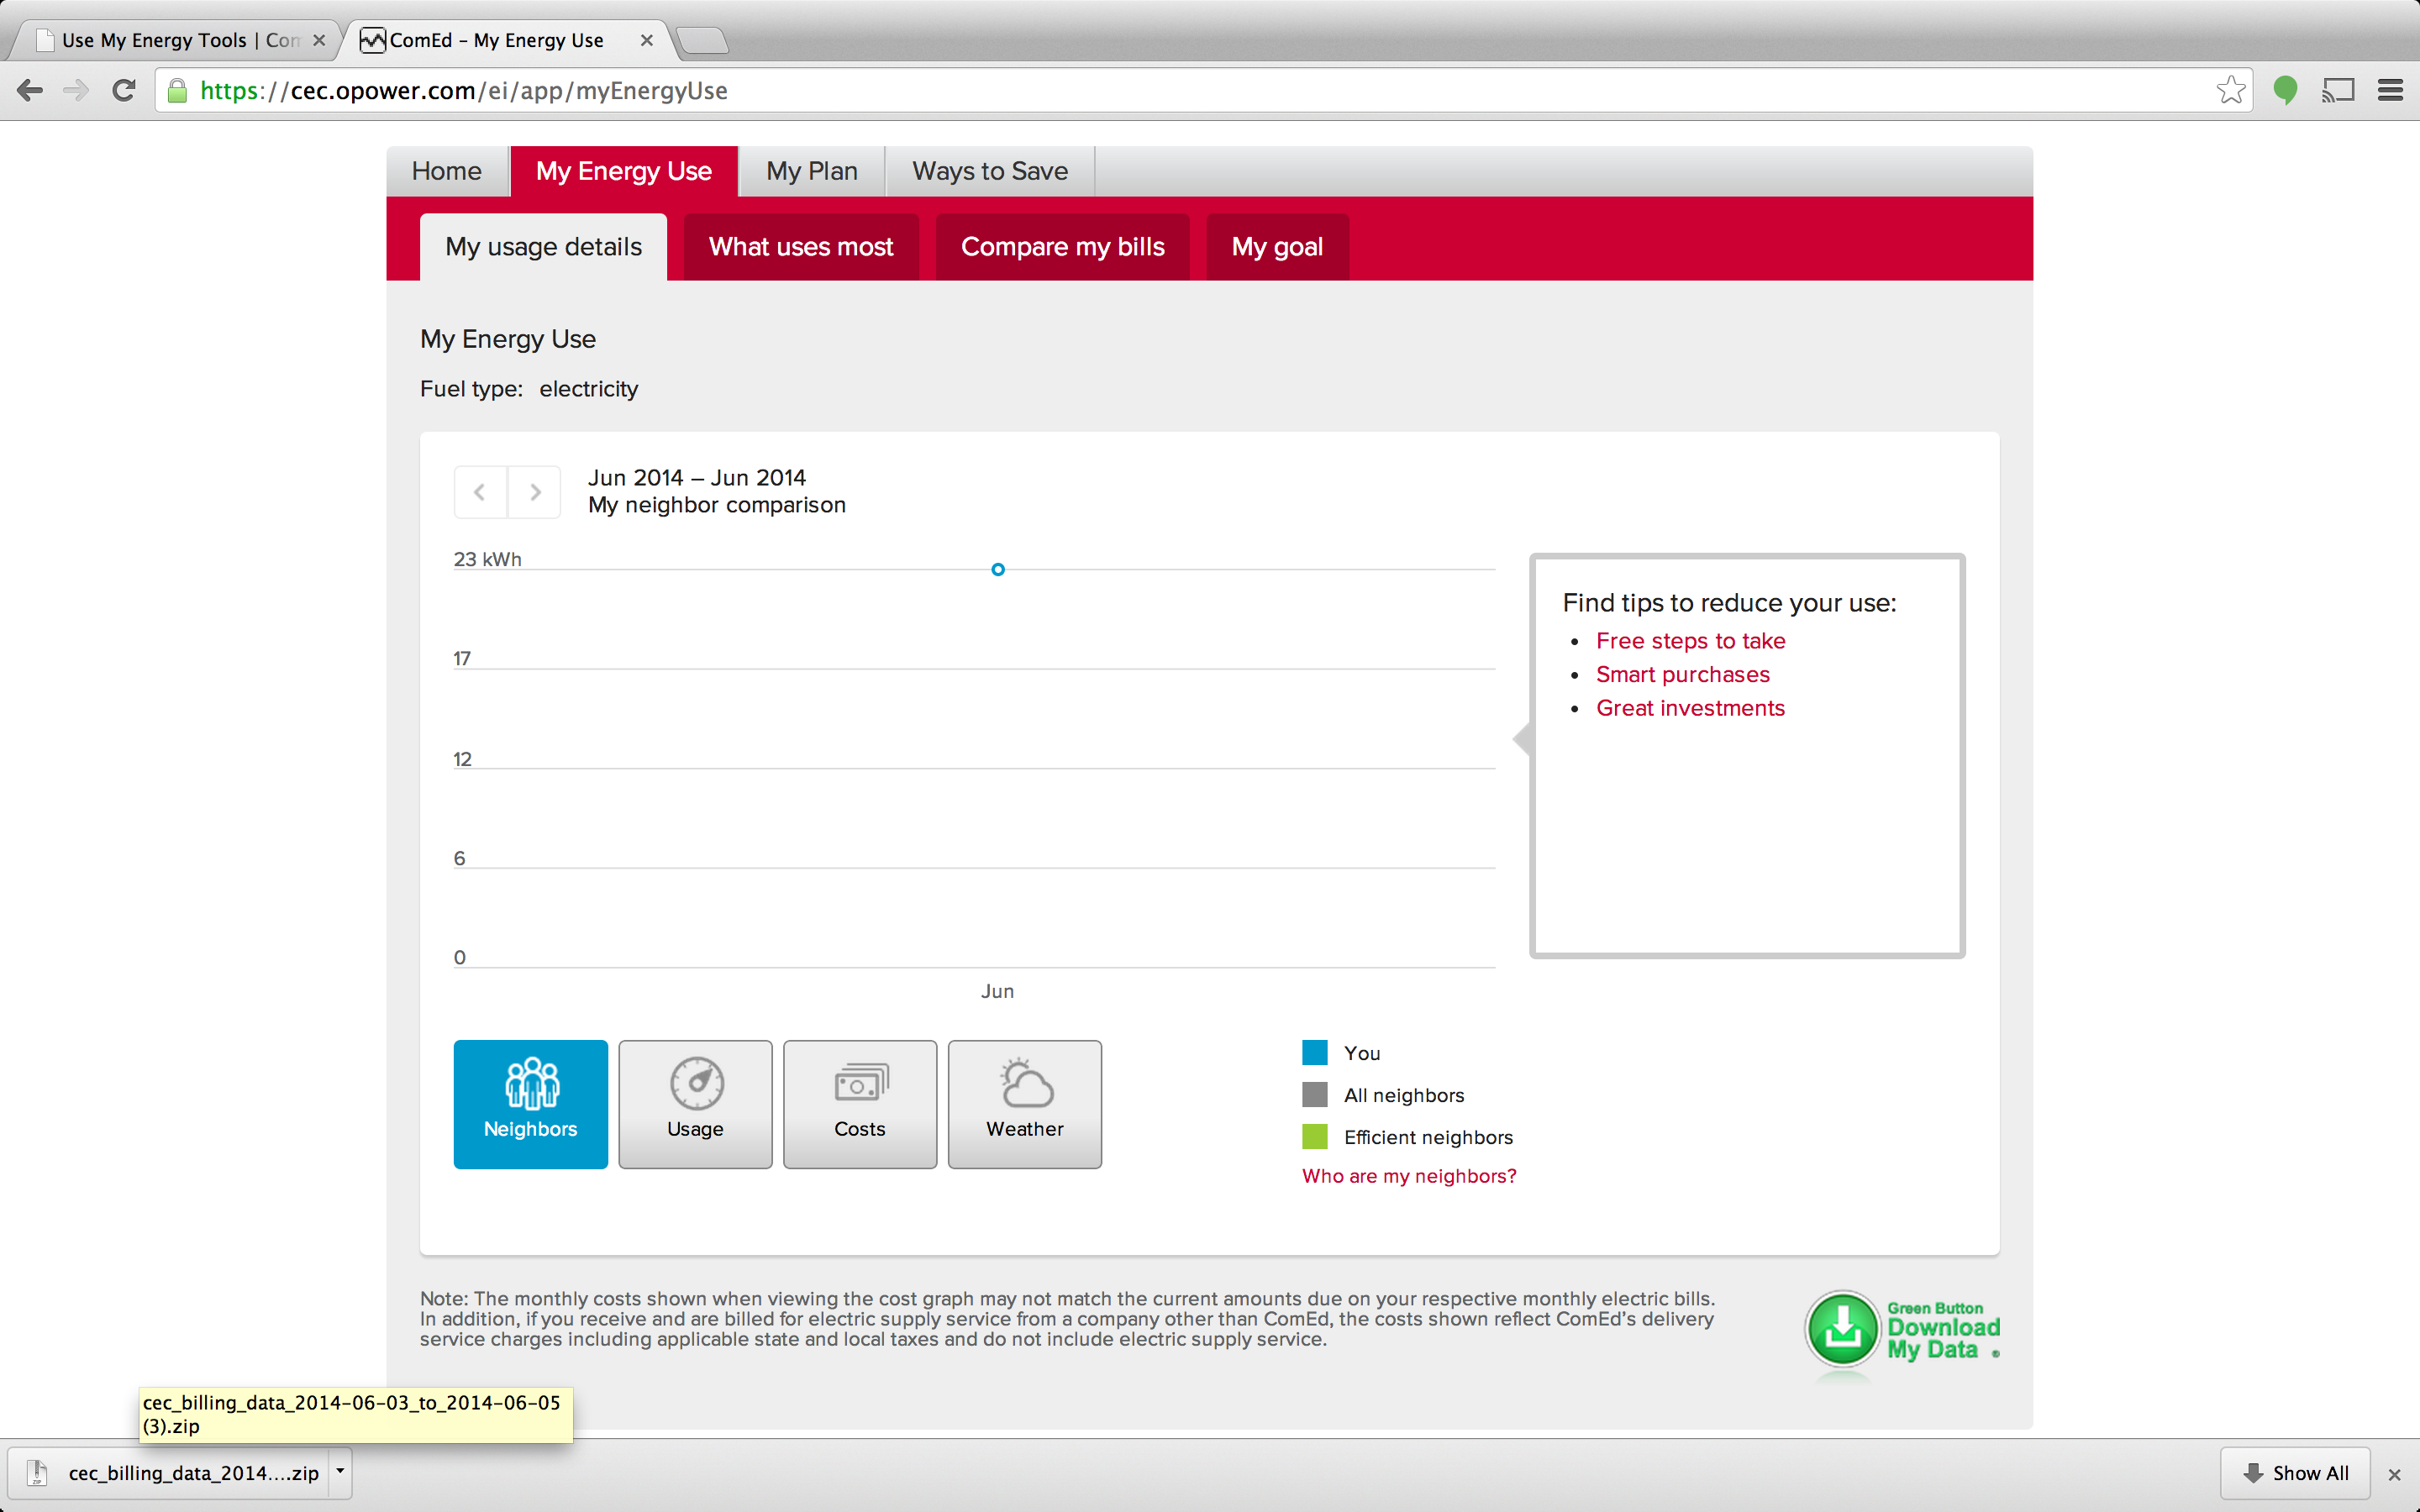 Use My Energy Tools | Com
ComEd – My Energy Use
https://cec.opower.com/ei/app/myEnergyUse
Home
My Energy Use
My Plan
Ways to Save
My usage details
What uses most
Compare my bills
My goal
My Energy Use
Fuel type: electricity
Jun 2014 – Jun 2014
My neighbor comparison
23 kWh
17
12
6
0
Jun
Find tips to reduce your use:
• Free steps to take
• Smart purchases
• Great investments
Neighbors
Usage
Costs
Weather
You
All neighbors
Efficient neighbors
Who are my neighbors?
Note: The monthly costs shown when viewing the cost graph may not match the current amounts due on your respective monthly electric bills.
In addition, if you receive and are billed for electric supply service from a company other than ComEd, the costs shown reflect ComEd’s delivery
service charges including applicable state and local taxes and do not include electric supply service.
Green Button
Download
My Data
cec_billing_data_2014-06-03_to_2014-06-05
(3).zip
ZIP
cec_billing_data_2014....zip
Show All